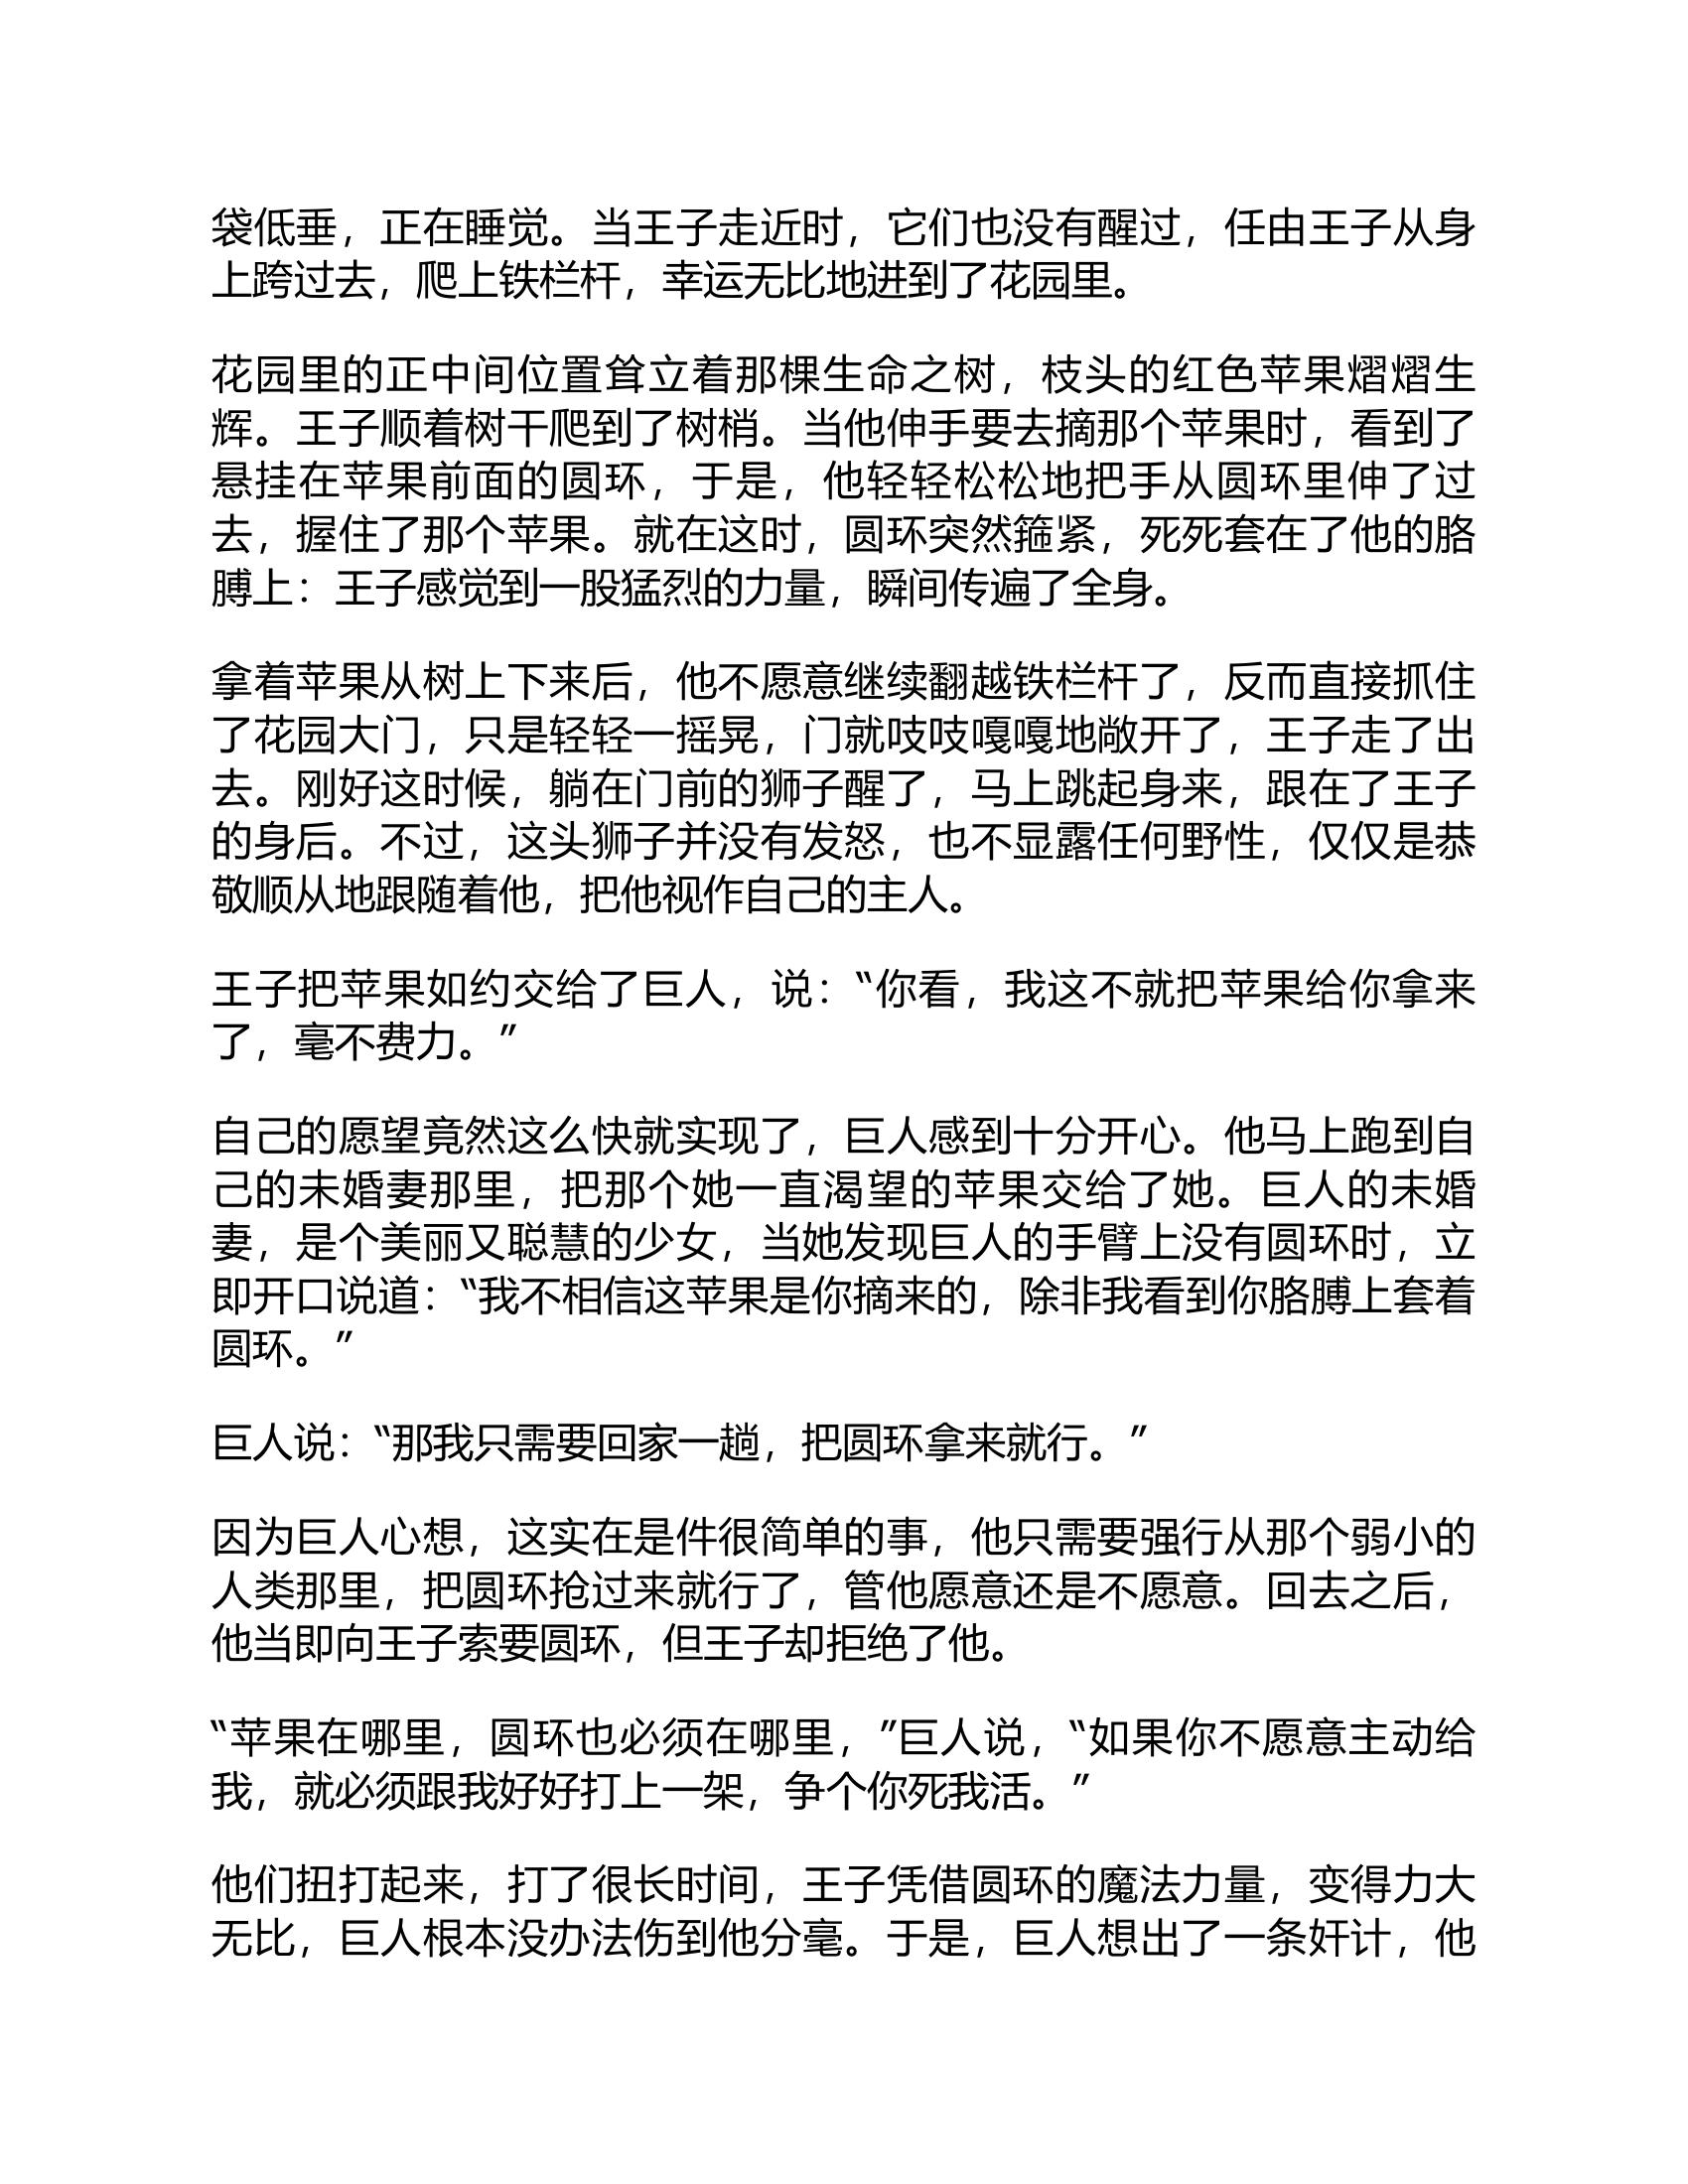 袋低垂，正在睡觉。当王子走近时，它们也没有醒过，任由王子从身
上跨过去，爬上铁栏杆，幸运无比地进到了花园里。
花园里的正中间位置耸立着那棵生命之树，枝头的红色苹果熠熠生
辉。王子顺着树干爬到了树梢。当他伸手要去摘那个苹果时，看到了
悬挂在苹果前面的圆环，于是，他轻轻松松地把手从圆环里伸了过
去，握住了那个苹果。就在这时，圆环突然箍紧，死死套在了他的胳
膊上：王子感觉到一股猛烈的力量，瞬间传遍了全身。
拿着苹果从树上下来后，他不愿意继续翻越铁栏杆了，反而直接抓住
了花园大门，只是轻轻一摇晃，门就吱吱嘎嘎地敞开了，王子走了出
去。刚好这时候，躺在门前的狮子醒了，马上跳起身来，跟在了王子
的身后。不过，这头狮子并没有发怒，也不显露任何野性，仅仅是恭
敬顺从地跟随着他，把他视作自己的主人。
王子把苹果如约交给了巨人，说：“你看，我这不就把苹果给你拿来
了，毫不费力。”
自己的愿望竟然这么快就实现了，巨人感到十分开心。他马上跑到自
己的未婚妻那里，把那个她一直渴望的苹果交给了她。巨人的未婚
妻，是个美丽又聪慧的少女，当她发现巨人的手臂上没有圆环时，立
即开口说道：“我不相信这苹果是你摘来的，除非我看到你胳膊上套着
圆环。”
巨人说：“那我只需要回家一趟，把圆环拿来就行。”
因为巨人心想，这实在是件很简单的事，他只需要强行从那个弱小的
人类那里，把圆环抢过来就行了，管他愿意还是不愿意。回去之后，
他当即向王子索要圆环，但王子却拒绝了他。
“苹果在哪里，圆环也必须在哪里，”巨人说，“如果你不愿意主动给
我，就必须跟我好好打上一架，争个你死我活。”
他们扭打起来，打了很长时间，王子凭借圆环的魔法力量，变得力大
无比，巨人根本没办法伤到他分毫。于是，巨人想出了一条奸计，他